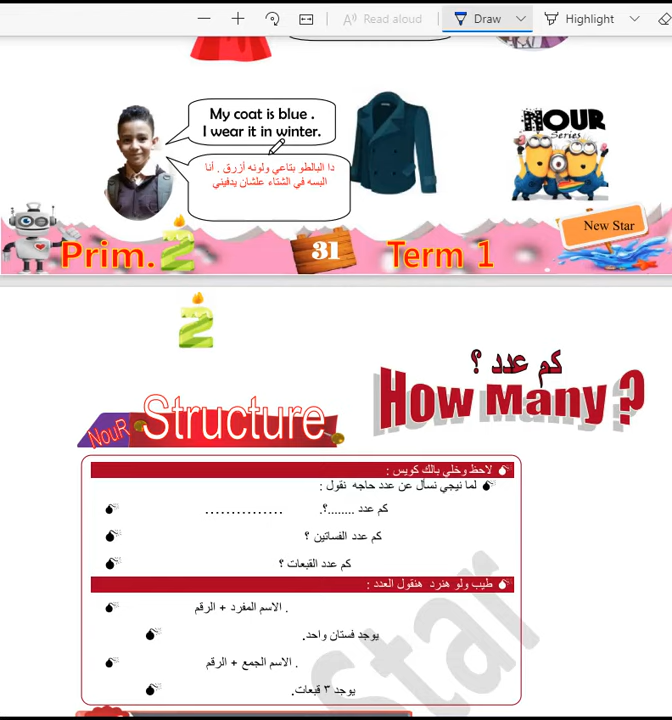 Read aloud
Draw
Highlight
My coat is blue .
I wear it in winter.
دا البالطو بتاعي ولونه أزرق . أنا
البسه في الشتاء علشان يدفيني
NOUR
Series
Prim. 2
31
Term 1
New Star
2
كم عدد ؟
How Many ?
NouR
Structure
لاحظ وخلي بالك كويس :
لما نيجي نسأل عن عدد حاجه نقول :
كم عدد ........؟. ...............
كم عدد الفساتين ؟
كم عدد القبعات ؟
طيب ولو هنرد هنقول العدد :
. الاسم المفرد + الرقم
يوجد فستان واحد.
. الاسم الجمع + الرقم
يوجد ٣ قبعات.
Star